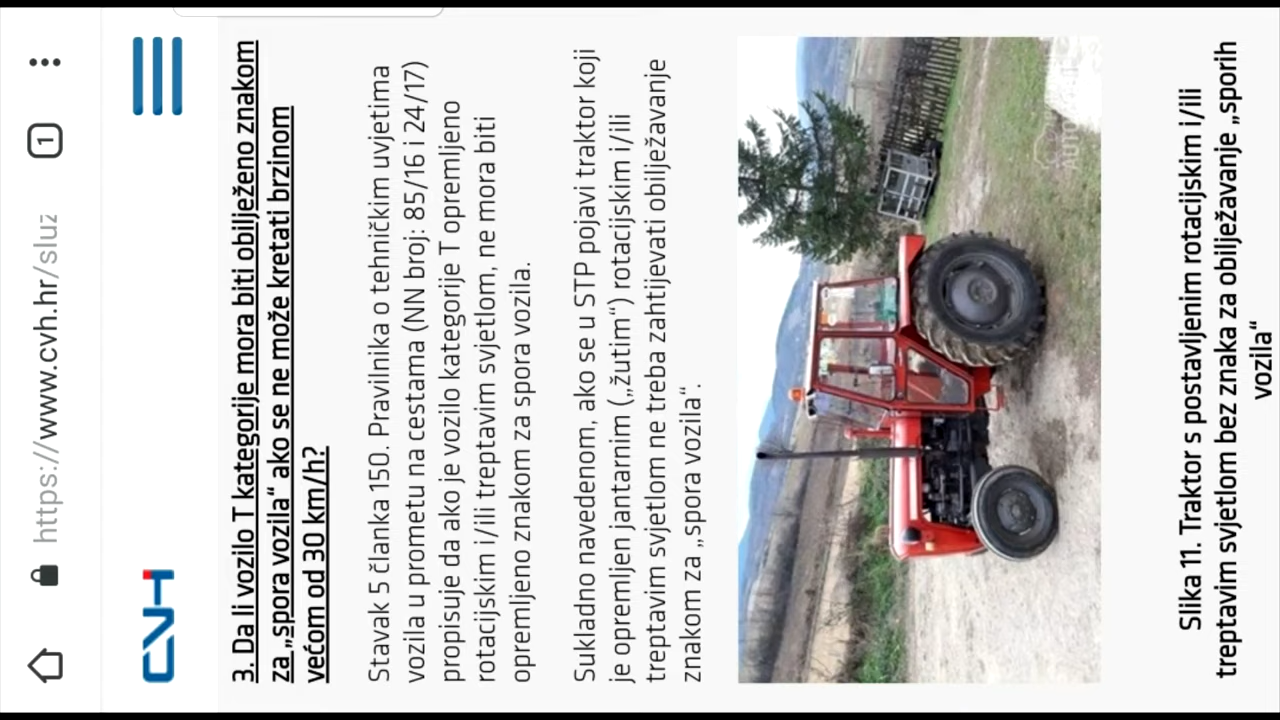 https://www.cvh.hr/sluz
1
CVH
3. Da li vozilo T kategorije mora biti obilježeno znakom
za „spora vozila“ ako se ne može kretati brzinom
većom od 30 km/h?
Stavak 5 članka 150. Pravilnika o tehničkim uvjetima
vozila u prometu na cestama (NN broj: 85/16 i 24/17)
propisuje da ako je vozilo kategorije T opremljeno
rotacijskim i/ili treptavim svjetlom, ne mora biti
opremljeno znakom za spora vozila.
Sukladno navedenom, ako se u STP pojavi traktor koji
je opremljen jantarnim („žutim“) rotacijskim i/ili
treptavim svjetlom ne treba zahtijevati obilježavanje
znakom za „spora vozila“.
AUTO
Slika 11. Traktor s postavljenim rotacijskim i/ili
treptavim svjetlom bez znaka za obilježavanje „sporih
vozila“